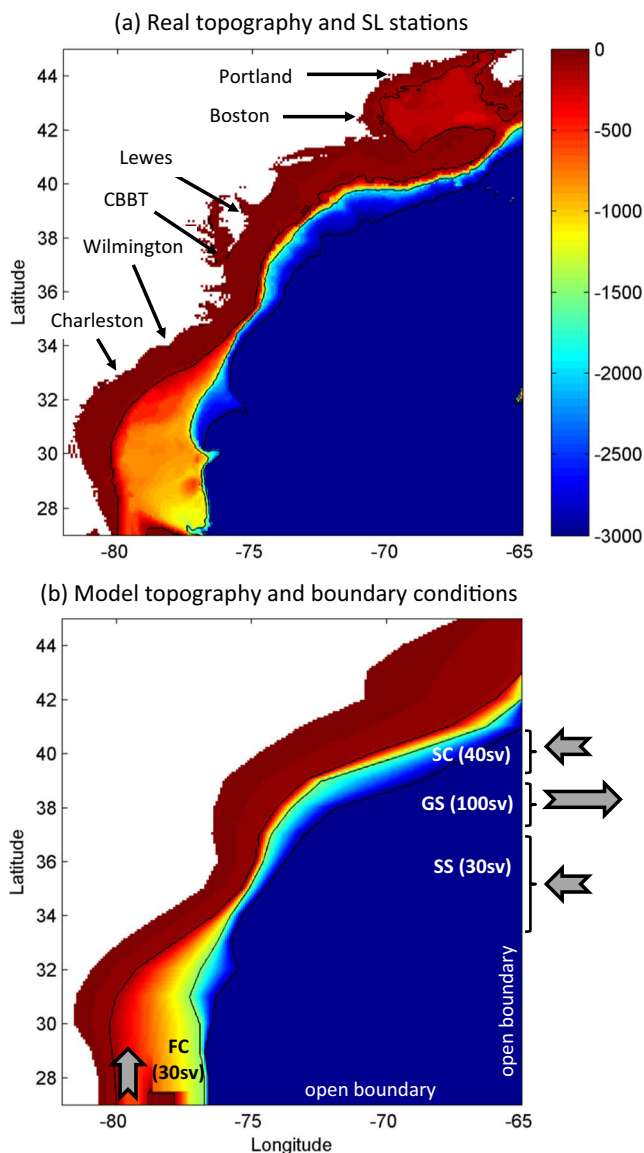 (a) Real topography and SL stations
Portland
Boston
Lewes
CBBT
Wilmington
Charleston
Latitude
44
42
40
38
36
34
32
30
28
-80
-75
-70
-65
0
-500
-1000
-1500
-2000
-2500
-3000
(b) Model topography and boundary conditions
SC (40sv)
GS (100sv)
SS (30sv)
FC
(30sv)
open boundary
open boundary
Latitude
44
42
40
38
36
34
32
30
28
-80
-75
-70
-65
Longitude